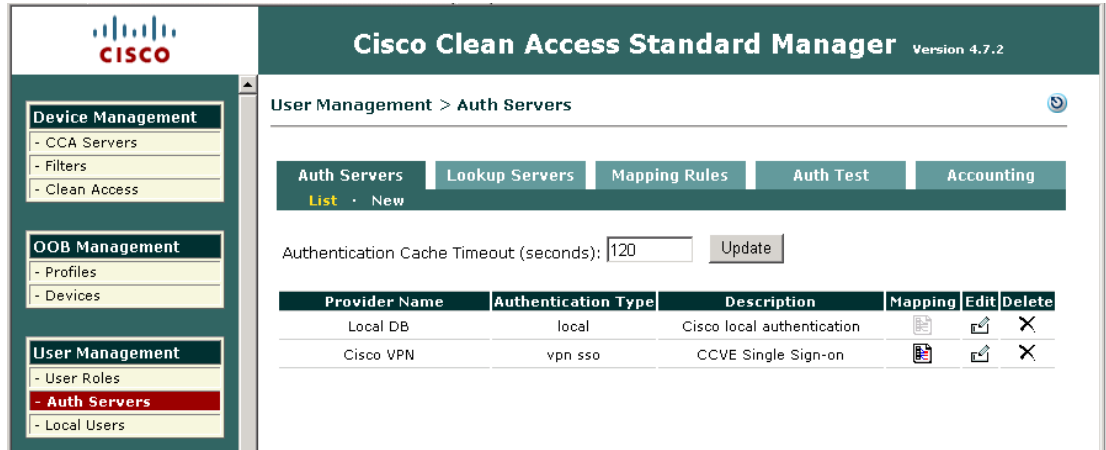 CISCO
Cisco Clean Access Standard Manager Version 4.7.2
Device Management
- CCA Servers
- Filters
- Clean Access
OOB Management
- Profiles
- Devices
User Management
- User Roles
- Auth Servers
- Local Users
User Management > Auth Servers
Auth Servers Lookup Servers Mapping Rules Auth Test Accounting
List · New
Authentication Cache Timeout (seconds): 120 Update
Provider Name Authentication Type Description Mapping Edit Delete
Local DB local Cisco local authentication
Cisco VPN vpn sso CCVE Single Sign-on